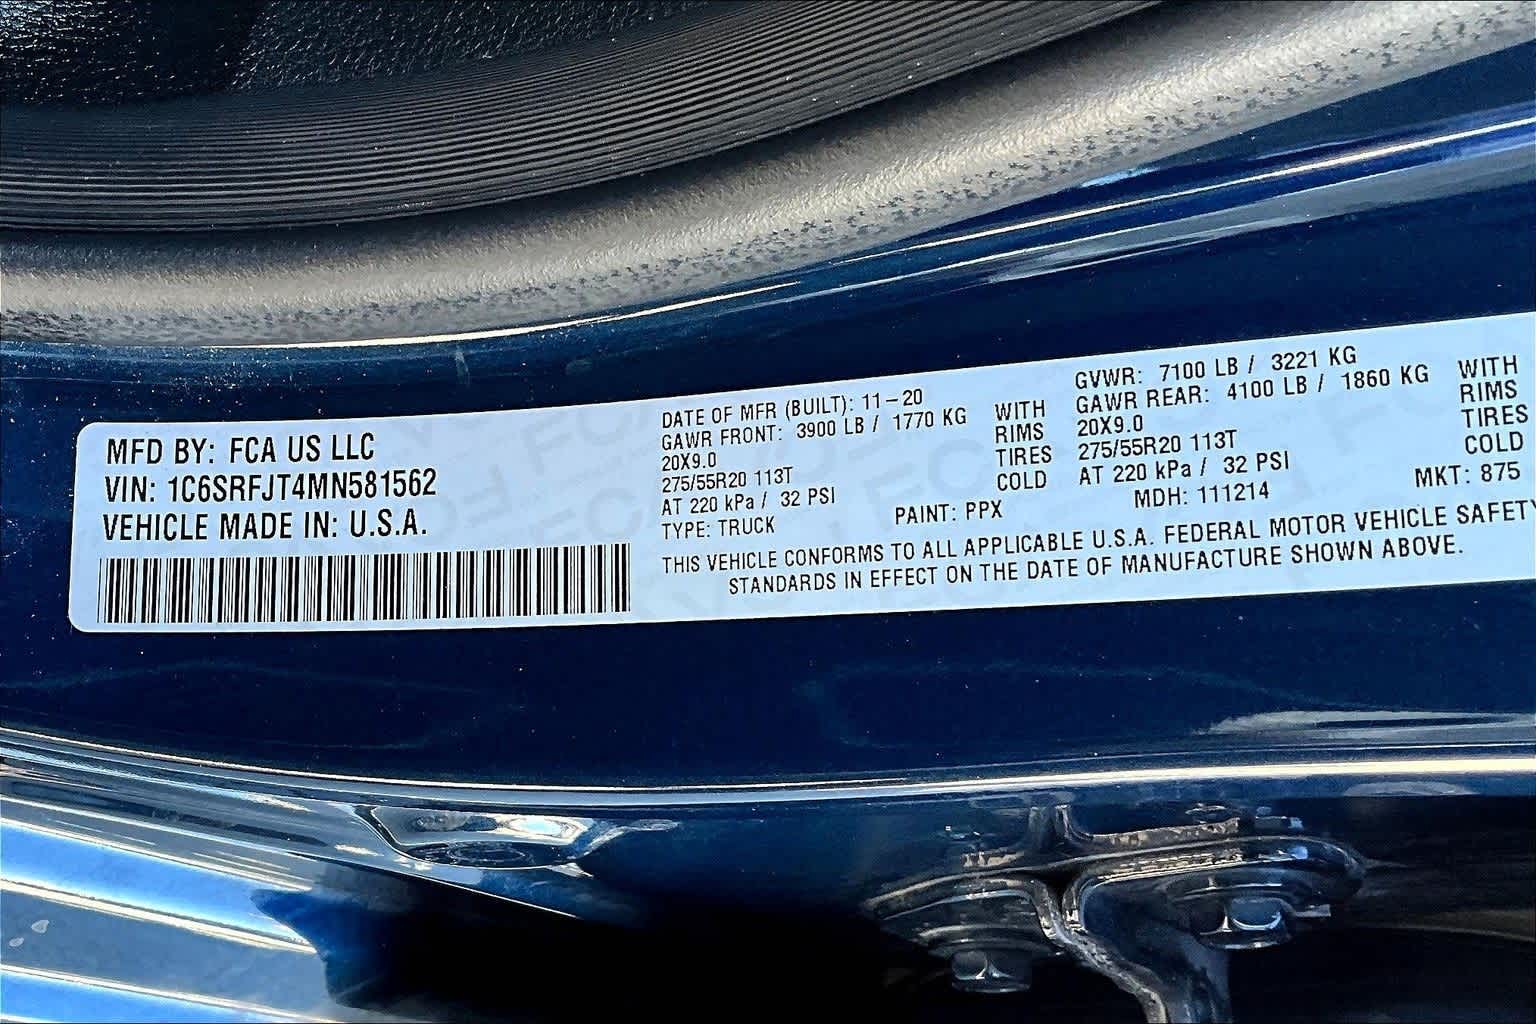 MFD BY: FCA US LLC
VIN: 1C6SRFJT4MN581562
VEHICLE MADE IN: U.S.A.
DATE OF MFR (BUILT): 11-20
GAWR FRONT: 3900 LB / 1770 KG WITH
20X9.0 RIMS
275/55R20 113T TIRES
AT 220 kPa / 32 PSI COLD
TYPE: TRUCK PAINT: PPX
GVWR: 7100 LB / 3221 KG
GAWR REAR: 4100 LB / 1860 KG WITH
20X9.0 RIMS
275/55R20 113T TIRES
AT 220 kPa / 32 PSI COLD
MDH: 111214 MKT: 875
THIS VEHICLE CONFORMS TO ALL APPLICABLE U.S.A. FEDERAL MOTOR VEHICLE SAFETY
STANDARDS IN EFFECT ON THE DATE OF MANUFACTURE SHOWN ABOVE.